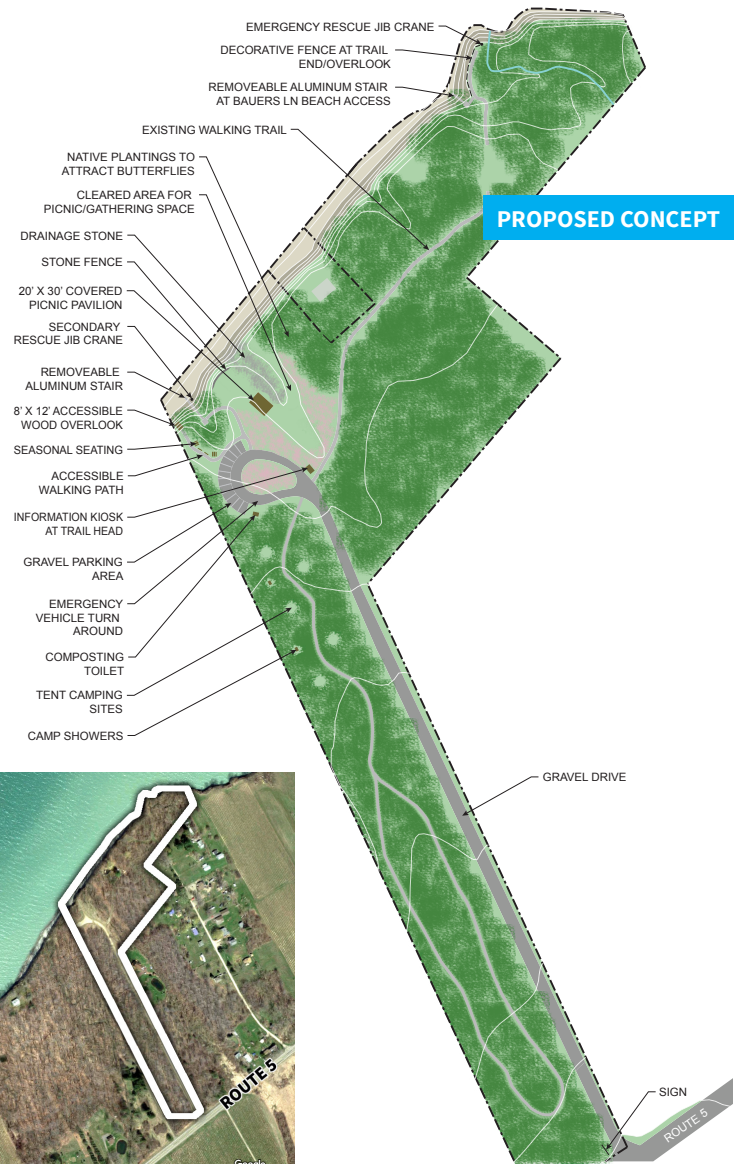 EMERGENCY RESCUE JIB CRANE
DECORATIVE FENCE AT TRAIL
END/OVERLOOK
REMOVEABLE ALUMINUM STAIR
AT BAUERS LN BEACH ACCESS
EXISTING WALKING TRAIL
NATIVE PLANTINGS TO
ATTRACT BUTTERFLIES
CLEARED AREA FOR
PICNIC/GATHERING SPACE
PROPOSED CONCEPT
DRAINAGE STONE
STONE FENCE
20' X 30' COVERED
PICNIC PAVILION
SECONDARY
RESCUE JIB CRANE
REMOVEABLE
ALUMINUM STAIR
8' X 12' ACCESSIBLE
WOOD OVERLOOK
SEASONAL SEATING
ACCESSIBLE
WALKING PATH
INFORMATION KIOSK
AT TRAIL HEAD
GRAVEL PARKING
AREA
EMERGENCY
VEHICLE TURN
AROUND
COMPOSTING
TOILET
TENT CAMPING
SITES
CAMP SHOWERS
GRAVEL DRIVE
SIGN
ROUTE 5
ROUTE 5
Google